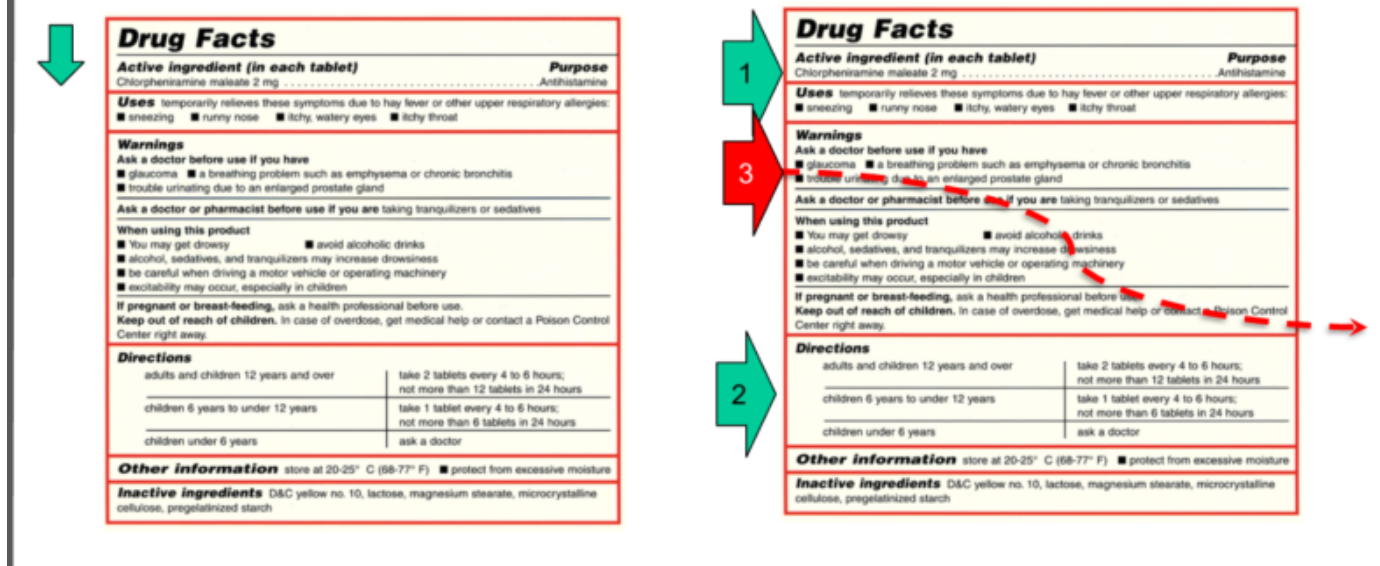 Drug Facts
Active ingredient (in each tablet) Purpose
Chlorpheniramine maleate 2 mg . . . . . . . . . . . . . . . . . . . . . . . . . . . . . . . . . . . . . .Antihistamine
Uses temporarily relieves these symptoms due to hay fever or other upper respiratory allergies:
■ sneezing ■ runny nose ■ itchy, watery eyes ■ itchy throat
Warnings
Ask a doctor before use if you have
■ glaucoma ■ a breathing problem such as emphysema or chronic bronchitis
■ trouble urinating due to an enlarged prostate gland
Ask a doctor or pharmacist before use if you are taking tranquilizers or sedatives
When using this product
■ You may get drowsy ■ avoid alcoholic drinks
■ alcohol, sedatives, and tranquilizers may increase drowsiness
■ be careful when driving a motor vehicle or operating machinery
■ excitability may occur, especially in children
If pregnant or breast-feeding, ask a health professional before use.
Keep out of reach of children. In case of overdose, get medical help or contact a Poison Control
Center right away.
Directions
adults and children 12 years and over take 2 tablets every 4 to 6 hours;
not more than 12 tablets in 24 hours
children 6 years to under 12 years take 1 tablet every 4 to 6 hours;
not more than 6 tablets in 24 hours
children under 6 years ask a doctor
Other information store at 20-25° C (68-77° F) ■ protect from excessive moisture
Inactive ingredients D&C yellow no. 10, lactose, magnesium stearate, microcrystalline
cellulose, pregelatinized starch
Drug Facts
1
Active ingredient (in each tablet) Purpose
Chlorpheniramine maleate 2 mg . . . . . . . . . . . . . . . . . . . . . . . . . . . . . . . . . . . . . .Antihistamine
Uses temporarily relieves these symptoms due to hay fever or other upper respiratory allergies:
■ sneezing ■ runny nose ■ itchy, watery eyes ■ itchy throat
Warnings
Ask a doctor before use if you have
■ glaucoma ■ a breathing problem such as emphysema or chronic bronchitis
3
■ trouble urinating due to an enlarged prostate gland
Ask a doctor or pharmacist before use if you are taking tranquilizers or sedatives
When using this product
■ You may get drowsy ■ avoid alcoholic drinks
■ alcohol, sedatives, and tranquilizers may increase drowsiness
■ be careful when driving a motor vehicle or operating machinery
■ excitability may occur, especially in children
If pregnant or breast-feeding, ask a health professional before use.
Keep out of reach of children. In case of overdose, get medical help or contact a Poison Control
Center right away.
Directions
adults and children 12 years and over take 2 tablets every 4 to 6 hours;
not more than 12 tablets in 24 hours
2
children 6 years to under 12 years take 1 tablet every 4 to 6 hours;
not more than 6 tablets in 24 hours
children under 6 years ask a doctor
Other information store at 20-25° C (68-77° F) ■ protect from excessive moisture
Inactive ingredients D&C yellow no. 10, lactose, magnesium stearate, microcrystalline
cellulose, pregelatinized starch